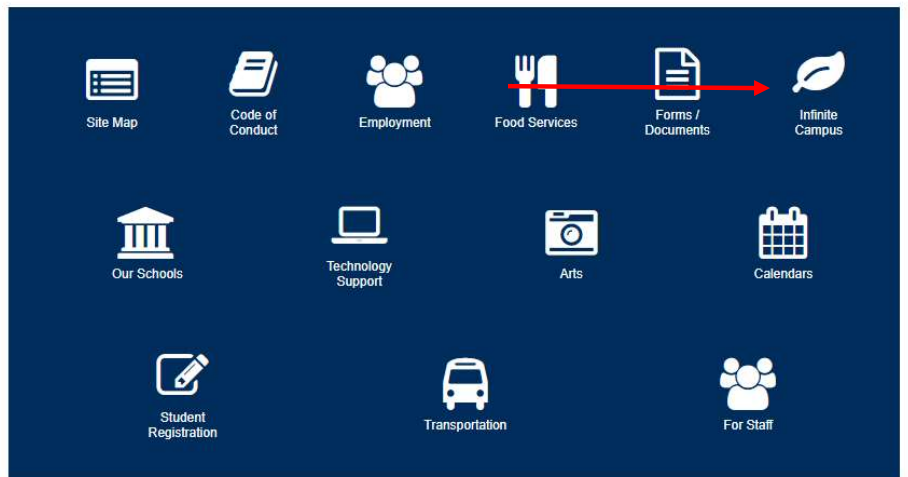 Site Map
Code of
Conduct
Employment
Food Services
Forms /
Documents
Infinite
Campus
Our Schools
Technology
Support
Arts
Calendars
Student
Registration
Transportation
For Staff